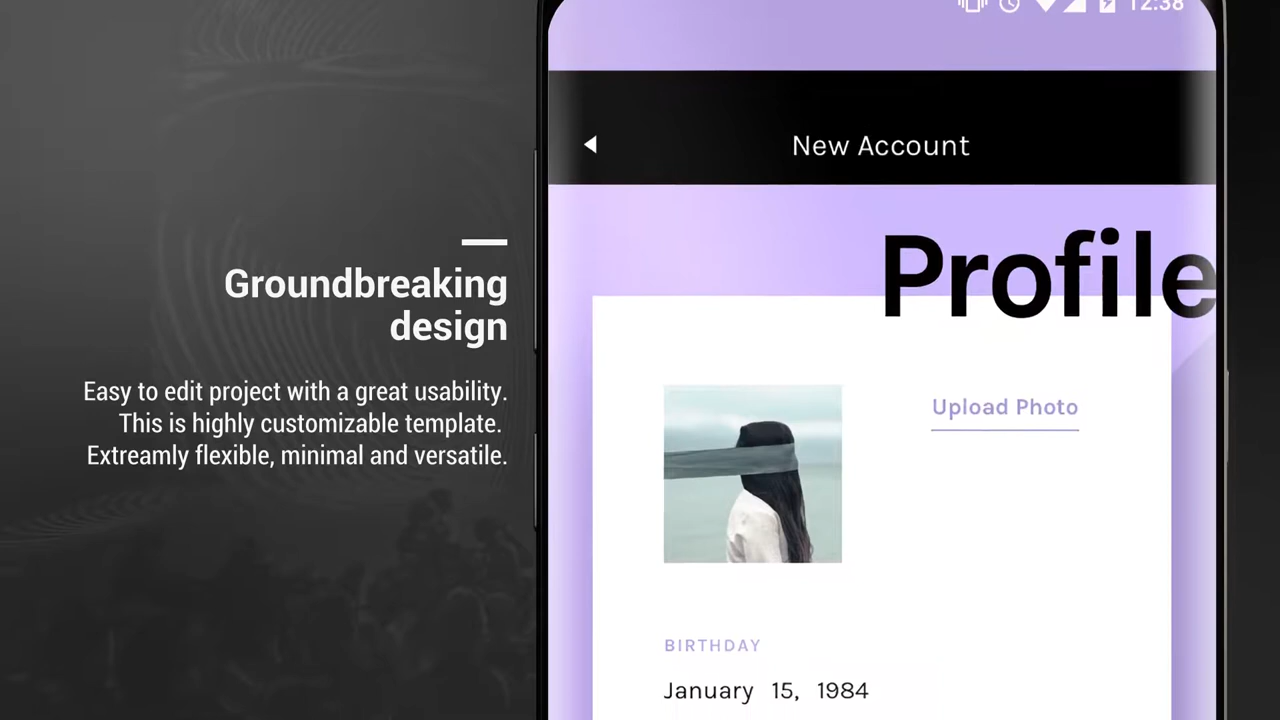 Groundbreaking
design
Easy to edit project with a great usability.
This is highly customizable template.
Extreamly flexible, minimal and versatile.
12:38
New Account
Profile
Upload Photo
BIRTHDAY
January 15, 1984